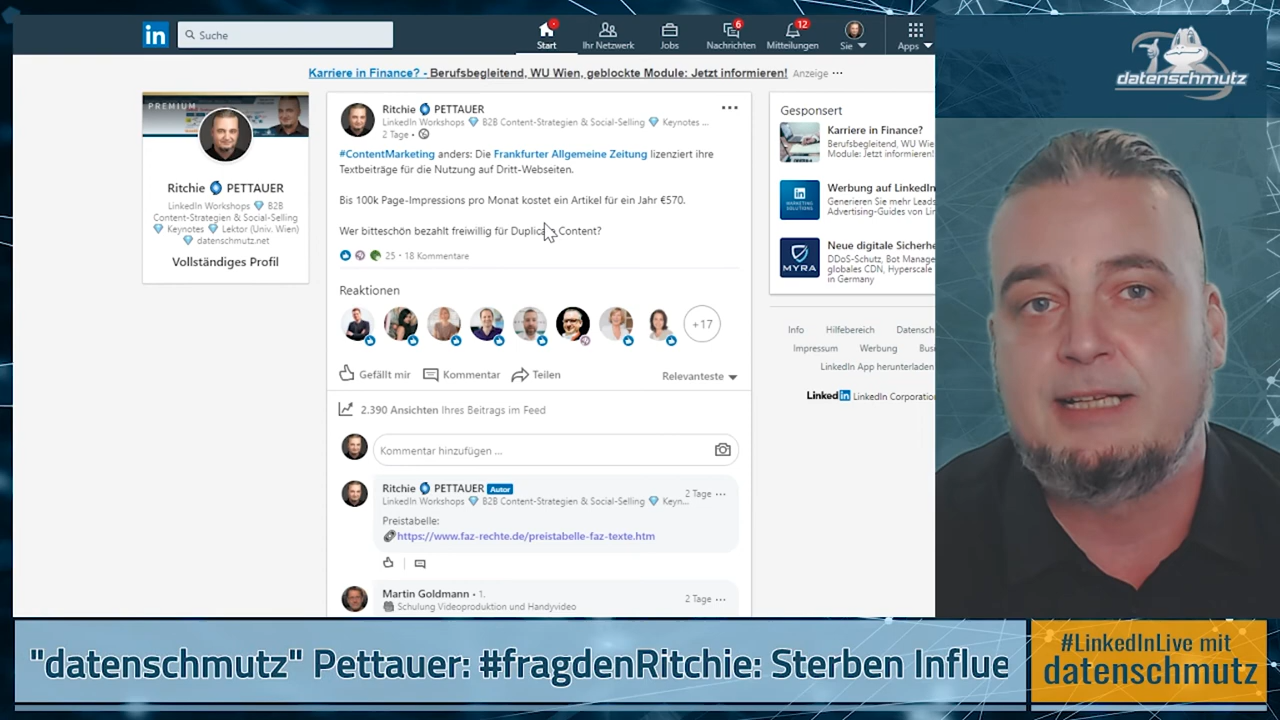 in
Suche
Start
Ihr Netzwerk
Jobs
6
Nachrichten
12
Mitteilungen
Sie
Apps
datenschmutz
Karriere in Finance? - Berufsbegleitend, WU Wien, geblockte Module: Jetzt informieren! Anzeige ...
PREMIUM
Ritchie PETTAUER
LinkedIn Workshops B2B
Content-Strategien & Social-Selling
Keynotes Lektor (Univ. Wien)
datenschmutz.net
Vollständiges Profil
Ritchie PETTAUER
LinkedIn Workshops B2B Content-Strategien & Social-Selling Keynotes ...
2 Tage •
#ContentMarketing anders: Die Frankfurter Allgemeine Zeitung lizenziert ihre
Textbeiträge für die Nutzung auf Dritt-Webseiten.
Bis 100k Page-Impressions pro Monat kostet ein Artikel für ein Jahr €570.
Wer bitteschön bezahlt freiwillig für Duplicate Content?
25 • 18 Kommentare
Reaktionen
+17
Gefällt mir
Kommentar
Teilen
Relevanteste
2.390 Ansichten Ihres Beitrags im Feed
Kommentar hinzufügen ...
Ritchie PETTAUER Autor
2 Tage ...
LinkedIn Workshops B2B Content-Strategien & Social-Selling Keyn...
Preistabelle:
https://www.faz-rechte.de/preistabelle-faz-texte.htm
Martin Goldmann • 1.
2 Tage ...
Schulung Videoproduktion und Handyvideo
Gesponsert
Karriere in Finance?
Berufsbegleitend, WU Wie
Module: Jetzt informieren!
LINKEDIN MARKETING SOLUTIONS
Werbung auf LinkedIn
Generieren Sie mehr Leads
Advertising-Guides von Lin
MYRA
Neue digitale Sicherhe
DDoS-Schutz, Bot Manage
globales CDN, Hyperscale
in Germany
Info
Hilfebereich
Datensch
Impressum
Werbung
Busi
LinkedIn App herunterladen
Linkedin LinkedIn Corporatio
"datenschmutz" Pettauer: #fragdenRitchie: Sterben Influe
#LinkedInLive mit
datenschmutz